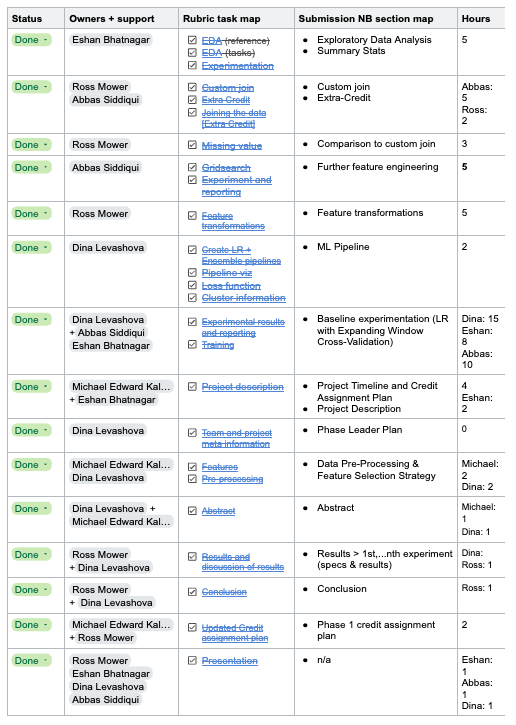 Status Owners + support Rubric task map Submission NB section map Hours
Done Eshan Bhatnagar
EDA (reference)
EDA (tasks)
Experimentation
Exploratory Data Analysis
Summary Stats
5
Done Ross Mower
Abbas Siddiqui
Custom join
Extra Credit
Joining the data
[Extra Credit]
Custom join
Extra-Credit
Abbas:
5
Ross:
2
Done Ross Mower Missing value Comparison to custom join 3
Done Abbas Siddiqui
Gridsearch
Experiment and
reporting
Further feature engineering
5
Done Ross Mower
Feature
transformations
Feature transformations
5
Done Dina Levashova
Create LR +
Ensemble pipelines
Pipeline viz
Loss function
Cluster information
ML Pipeline
2
Done Dina Levashova
+ Abbas Siddiqui
Eshan Bhatnagar
Experimental results
and reporting
Training
Baseline experimentation (LR
with Expanding Window
Cross-Validation)
Dina: 15
Eshan:
8
Abbas:
10
Done Michael Edward Kal...
+ Eshan Bhatnagar
Project description
Project Timeline and Credit
Assignment Plan
Project Description
4
Eshan:
2
Done Dina Levashova
Team and project
meta information
Phase Leader Plan
0
Done Michael Edward Kal...
Dina Levashova
Features
Pre-processing
Data Pre-Processing &
Feature Selection Strategy
Michael:
2
Dina: 2
Done Dina Levashova +
Michael Edward Kal...
Abstract
Abstract
Michael:
1
Dina: 1
Done Ross Mower
+ Dina Levashova
Results and
discussion of results
Results > 1st,...nth experiment
(specs & results)
Dina:
Ross: 1
Done Ross Mower
+ Dina Levashova
Conclusion
Conclusion
Ross: 1
Done Michael Edward Kal...
+ Ross Mower
Updated Credit
assignment plan
Phase 1 credit assignment
plan
2
Done Ross Mower
Eshan Bhatnagar
Dina Levashova
Abbas Siddiqui
Presentation
n/a
Eshan:
1
Abbas:
1
Dina: 1